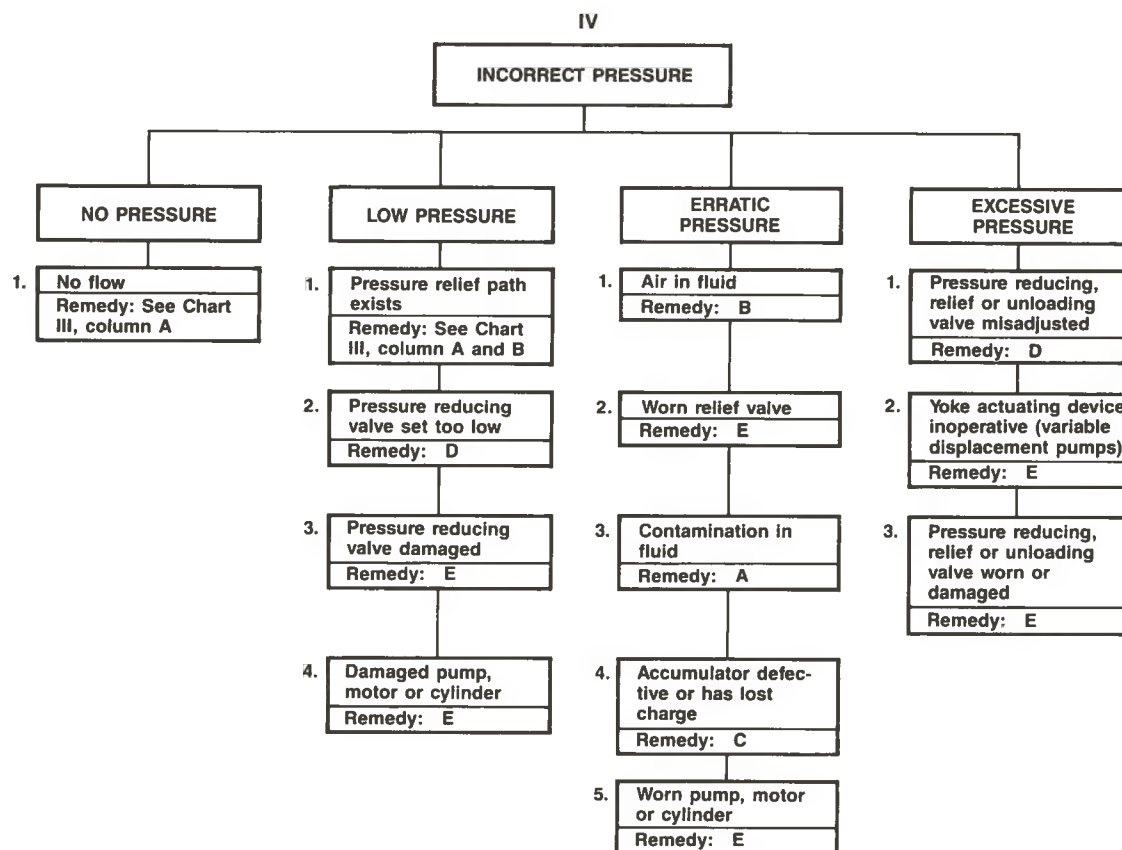 IV
INCORRECT PRESSURE
NO PRESSURE
1. No flow
Remedy: See Chart
III, column A
LOW PRESSURE
1. Pressure relief path
exists
Remedy: See Chart
III, column A and B
2. Pressure reducing
valve set too low
Remedy: D
3. Pressure reducing
valve damaged
Remedy: E
4. Damaged pump,
motor or cylinder
Remedy: E
ERRATIC
PRESSURE
1. Air in fluid
Remedy: B
2. Worn relief valve
Remedy: E
3. Contamination in
fluid
Remedy: A
4. Accumulator defec-
tive or has lost
charge
Remedy: C
5. Worn pump, motor
or cylinder
Remedy: E
EXCESSIVE
PRESSURE
1. Pressure reducing,
relief or unloading
valve misadjusted
Remedy: D
2. Yoke actuating device
inoperative (variable
displacement pumps)
Remedy: E
3. Pressure reducing,
relief or unloading
valve worn or
damaged
Remedy: E